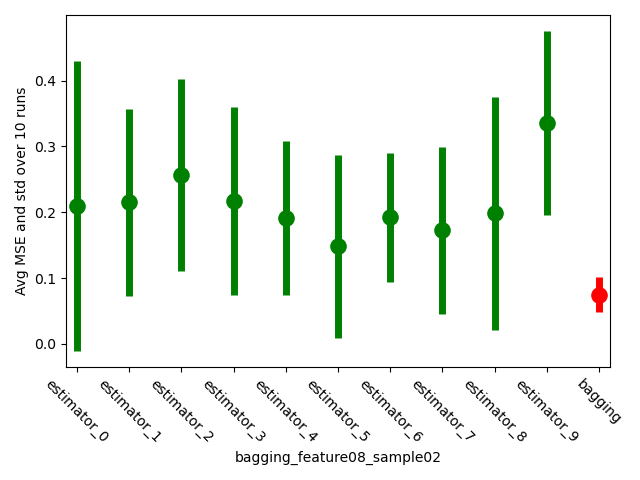 Avg MSE and std over 10 runs
0.4
0.3
0.2
0.1
0.0
estimator_0
estimator_1
estimator_2
estimator_3
estimator_4
estimator_5
estimator_6
estimator_7
estimator_8
estimator_9
bagging
bagging_feature08_sample02